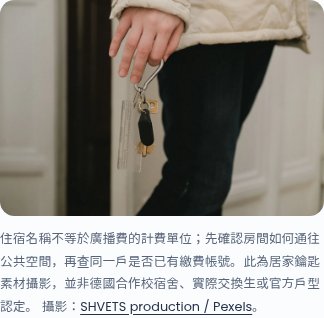 住宿名稱不等於廣播費的計費單位；先確認房間如何通往
公共空間，再查同一戶是否已有繳費帳號。此為居家鑰匙
素材攝影，並非德國合作校宿舍、實際交換生或官方戶型
認定。 攝影：SHVETS production / Pexels。